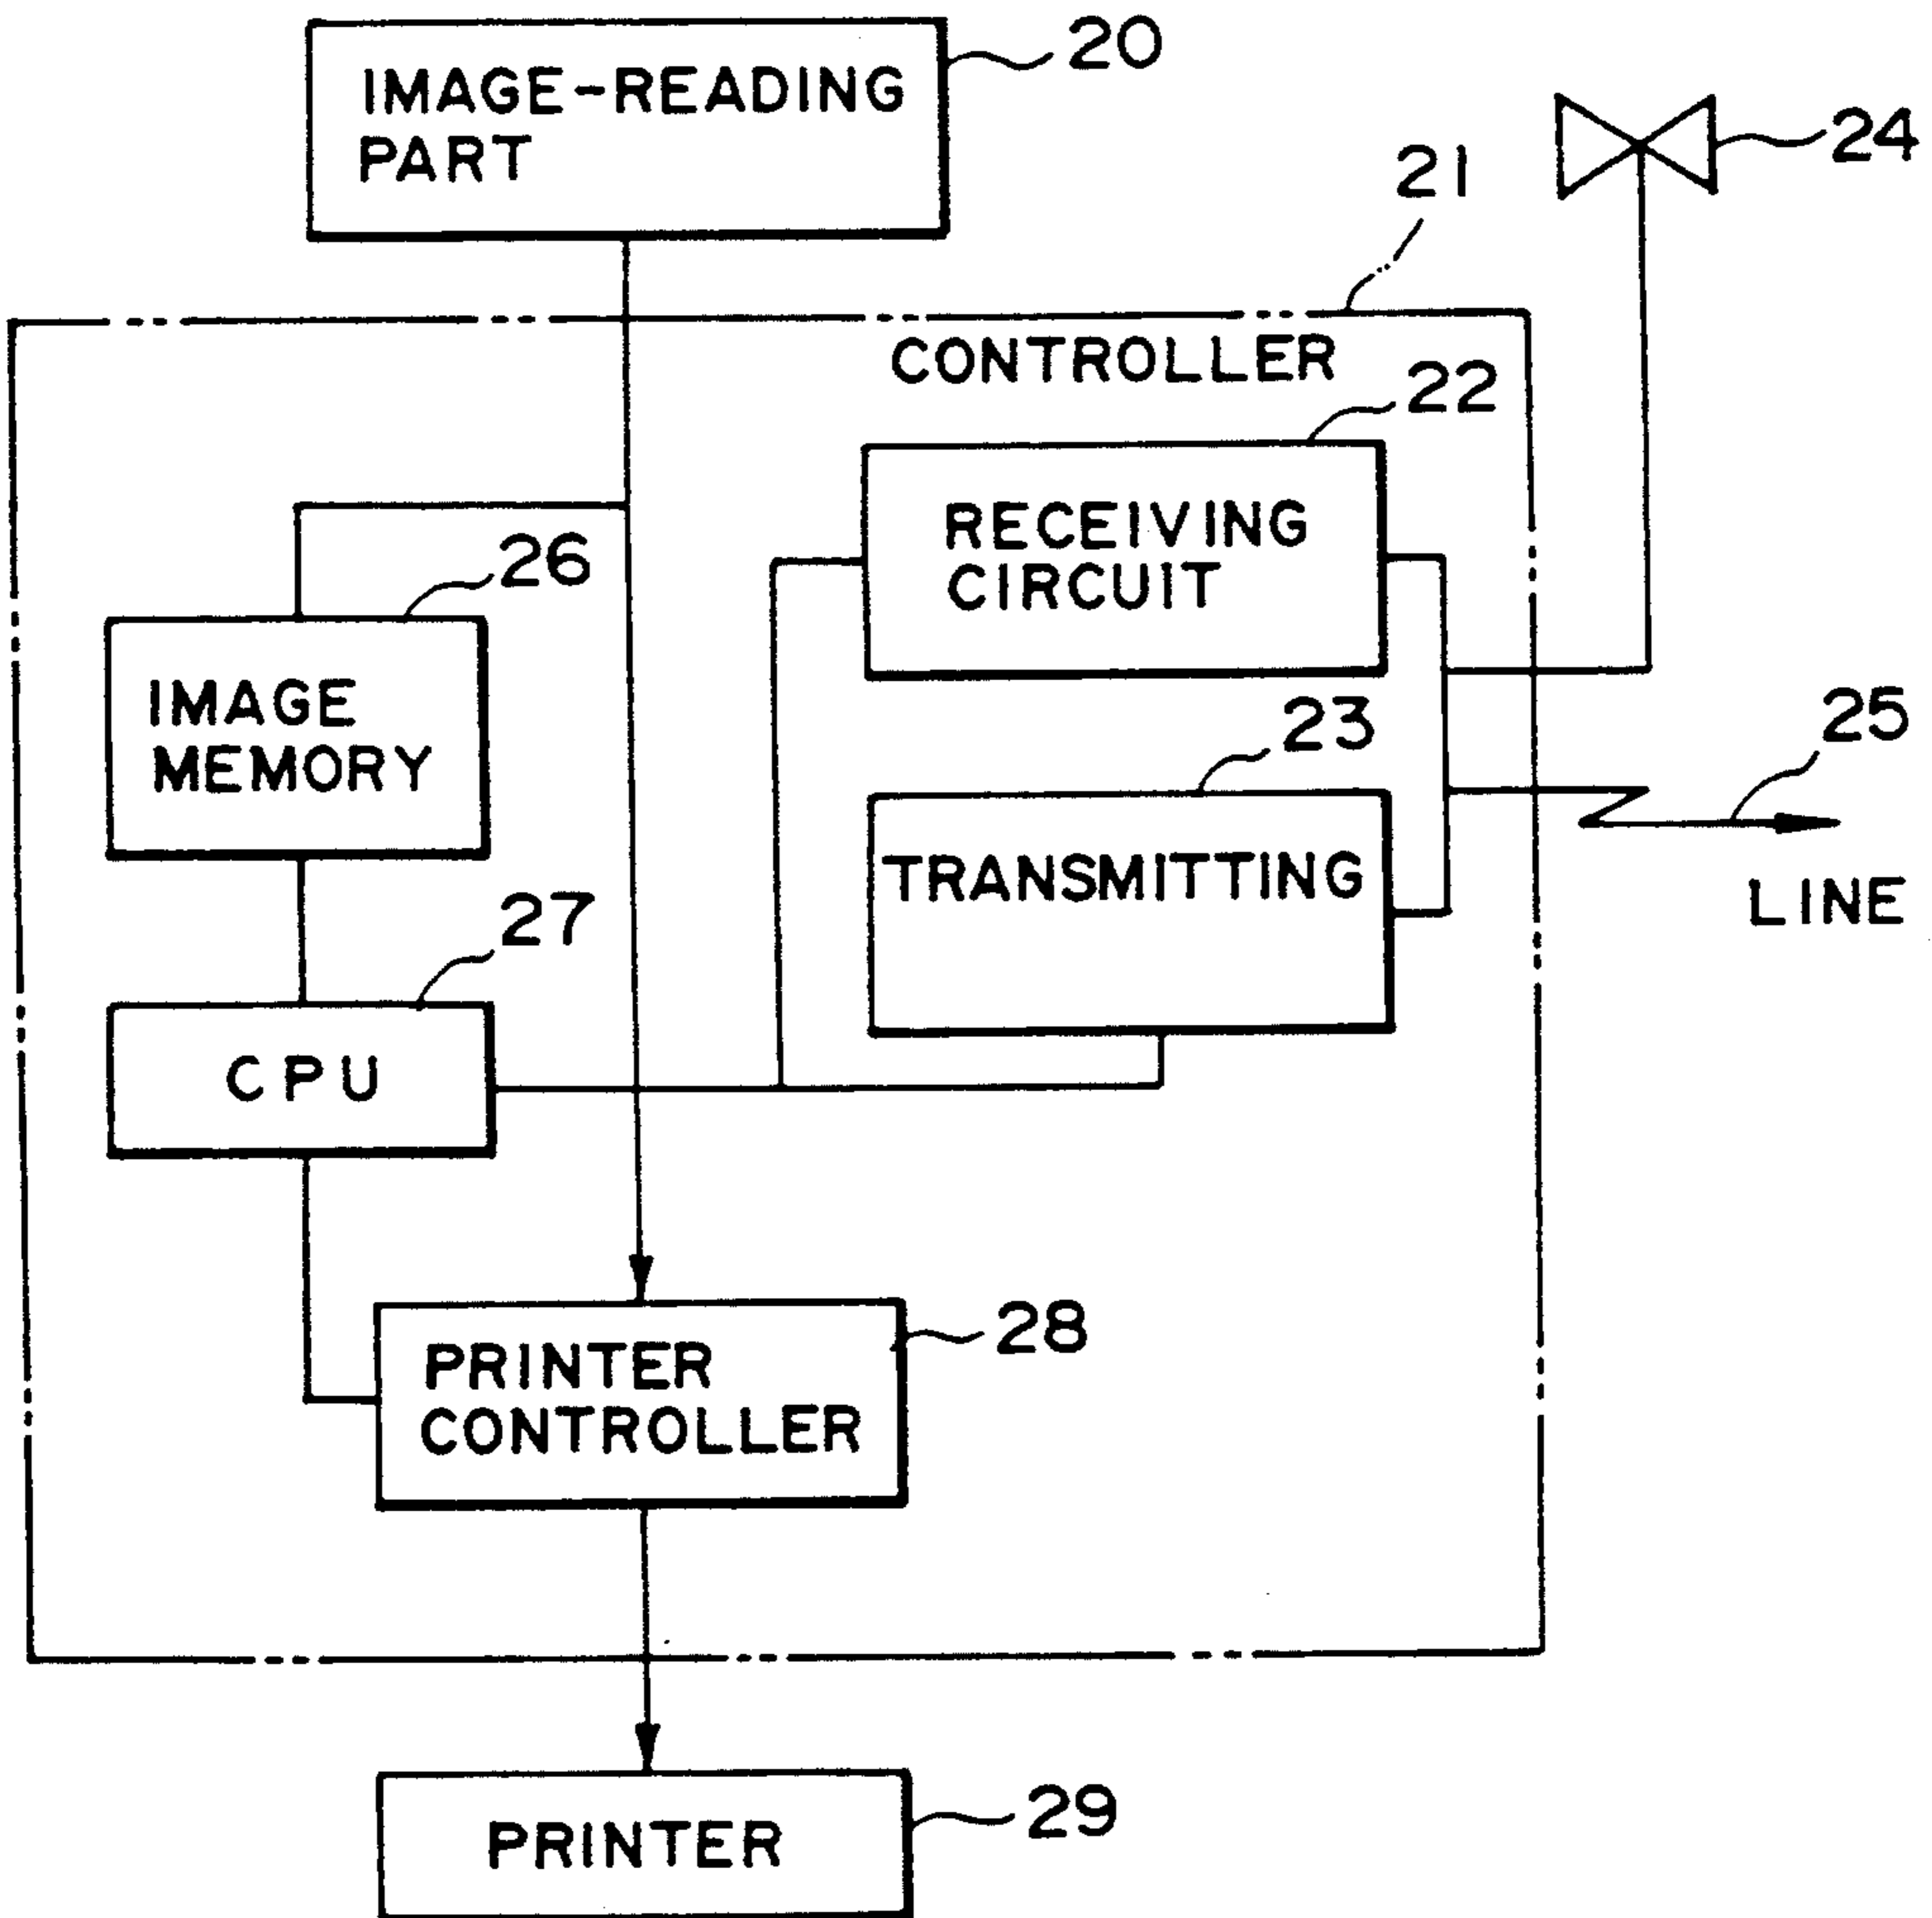 20
IMAGE-READING
PART
24
21
CONTROLLER
22
RECEIVING
CIRCUIT
26
IMAGE
MEMORY
23
25
TRANSMITTING
LINE
27
CPU
28
PRINTER
CONTROLLER
29
PRINTER